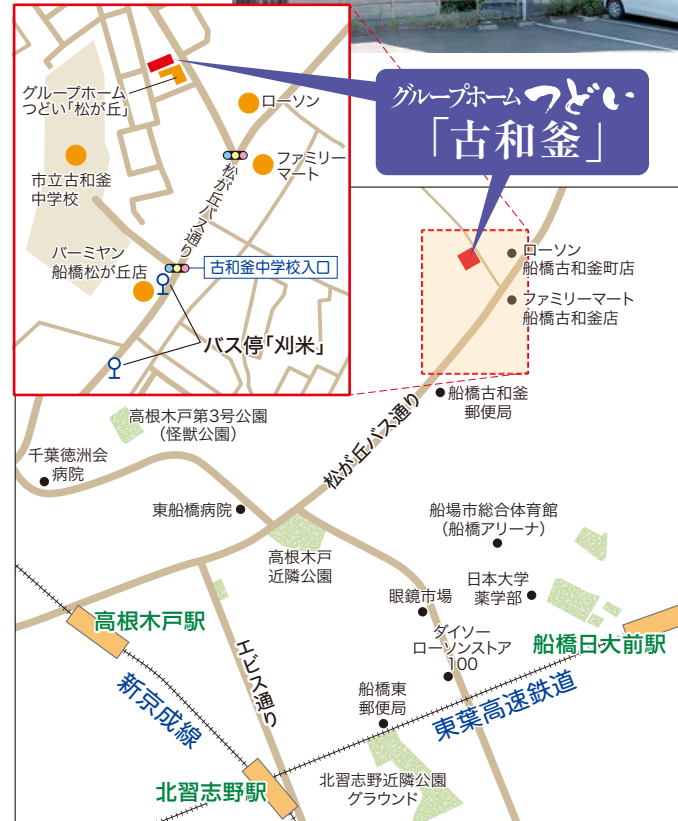 グループホームつどい
「古和釜」
グループホーム
つどい「松が丘」
ローソン
ファミリー
マート
市立古和釜
中学校
松が丘バス通り
バーミヤン
船橋松が丘店
古和釜中学校入口
バス停「刈米」
ローソン
船橋古和釜町店
ファミリーマート
船橋古和釜店
船橋古和釜
郵便局
松が丘バス通り
高根木戸第3号公園
(怪獣公園)
千葉徳洲会
病院
東船橋病院
高根木戸
近隣公園
船場市総合体育館
(船橋アリーナ)
日本大学
薬学部
眼鏡市場
ダイソー
ローソンストア
100
高根木戸駅
新京成線
エビス通り
船橋日大前駅
東葉高速鉄道
船橋東
郵便局
北習志野駅
北習志野近隣公園
グラウンド